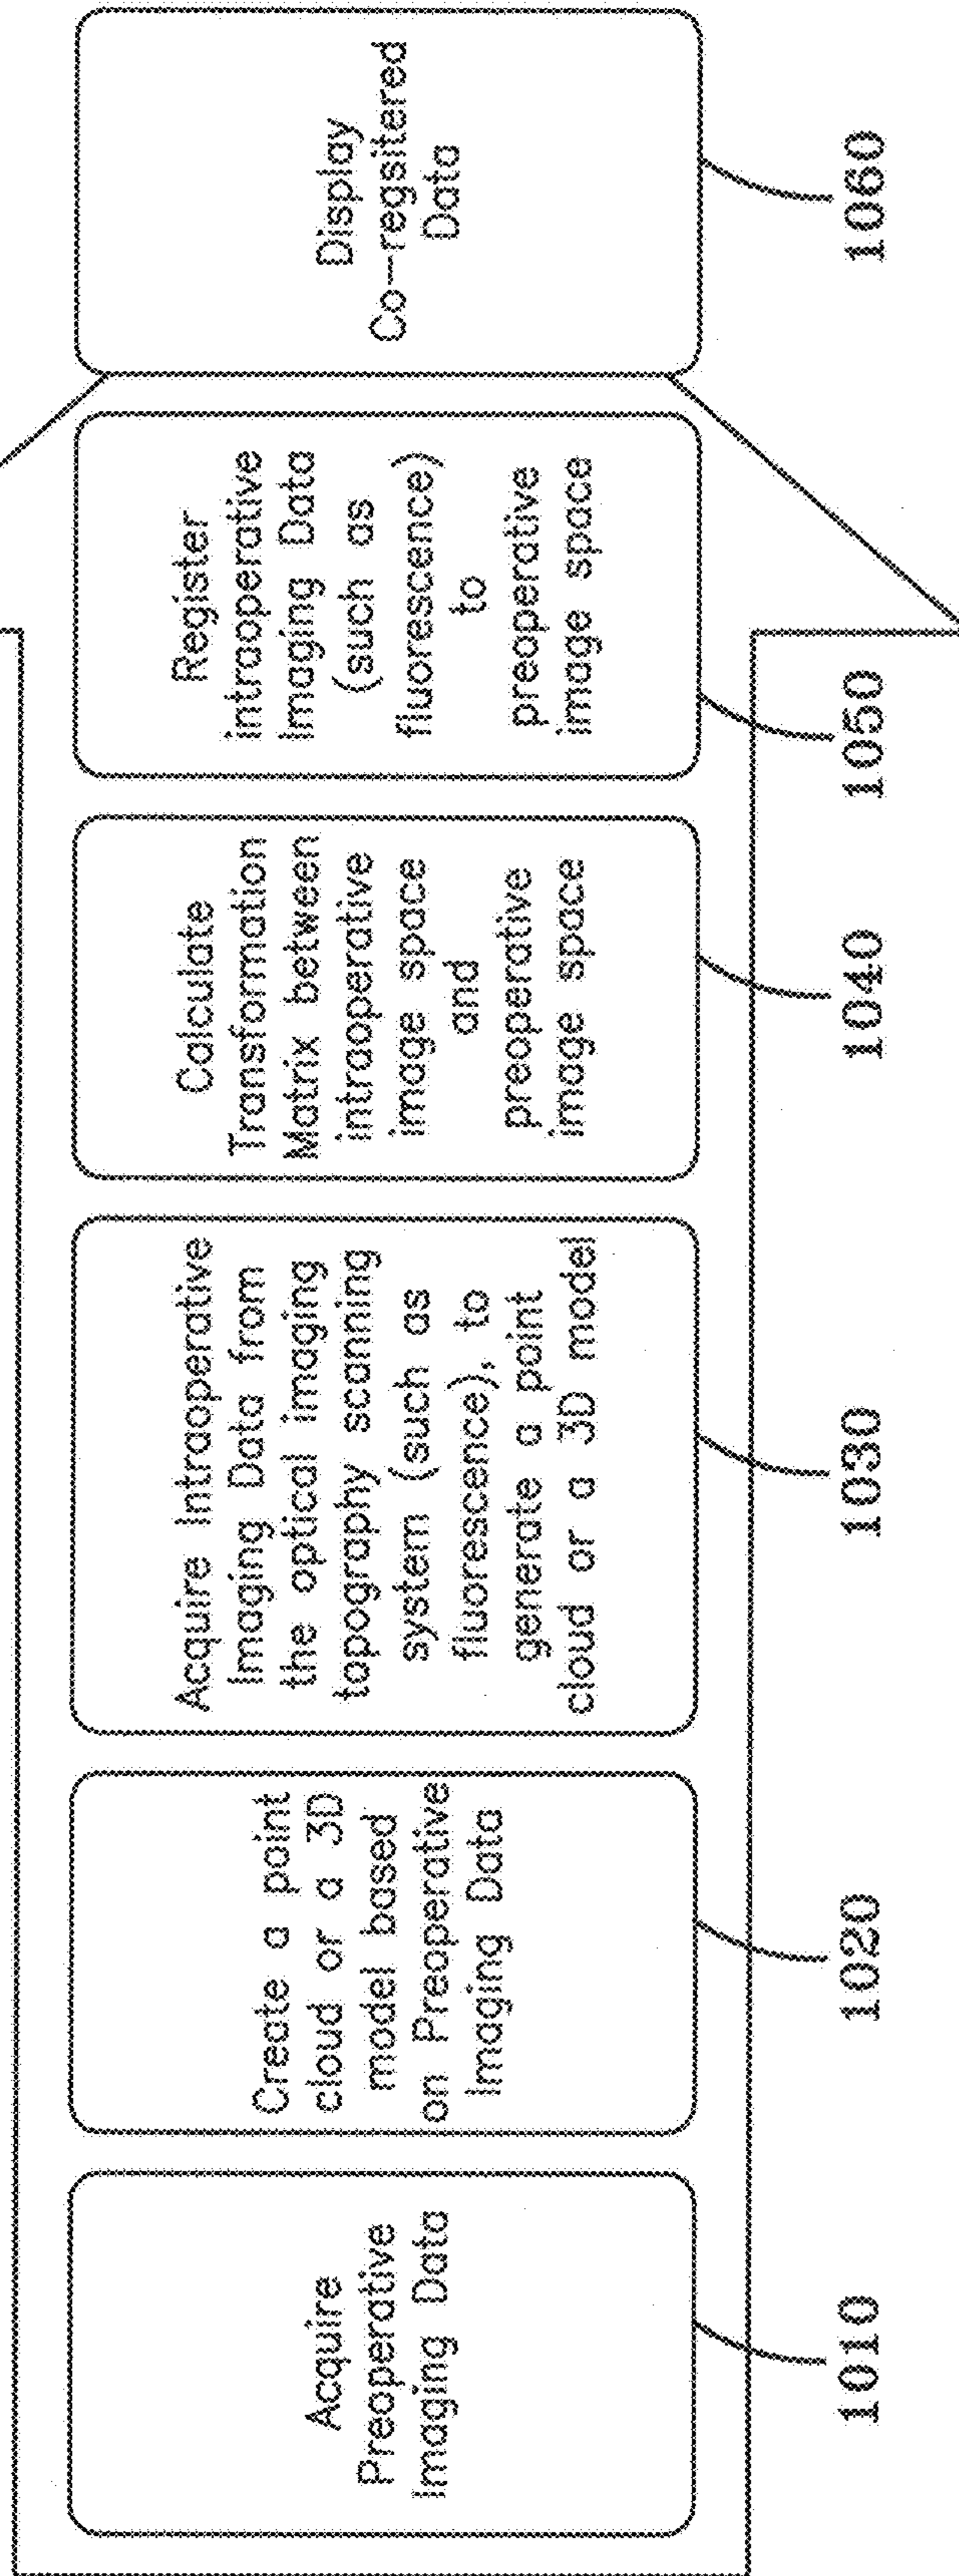 Acquire
Preoperative
Imaging Data
1010
Create a point
cloud or a 3D
model based
on Preoperative
Imaging Data
1020
Acquire Intraoperative
Imaging Data from
the optical imaging
topography scanning
system (such as
fluorescence), to
generate a point
cloud or a 3D model
1030
Calculate
Transformation
Matrix between
intraoperative
image space
and
preoperative
image space
1040
Register
intraoperative
Imaging Data
(such as
fluorescence)
to
preoperative
image space
1050
Display
Co-regsitered
Data
1060